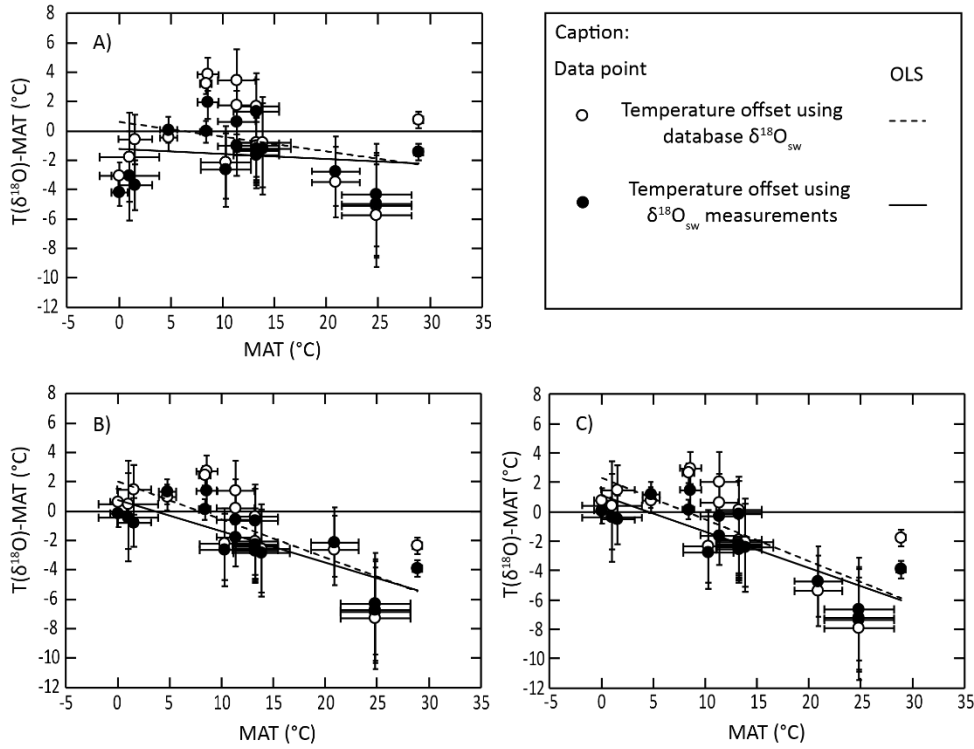 A)
8
6
4
2
0
-2
-4
-6
-8
-10
-12
T(δ¹⁸O)-MAT (°C)
-5 0 5 10 15 20 25 30 35
MAT (°C)
Caption:
Data point OLS
Temperature offset using
database δ¹⁸Osw
Temperature offset using
δ¹⁸Osw measurements
B)
8
6
4
2
0
-2
-4
-6
-8
-10
-12
T(δ¹⁸O)-MAT (°C)
-5 0 5 10 15 20 25 30 35
MAT (°C)
C)
8
6
4
2
0
-2
-4
-6
-8
-10
-12
T(δ¹⁸O)-MAT (°C)
-5 0 5 10 15 20 25 30 35
MAT (°C)